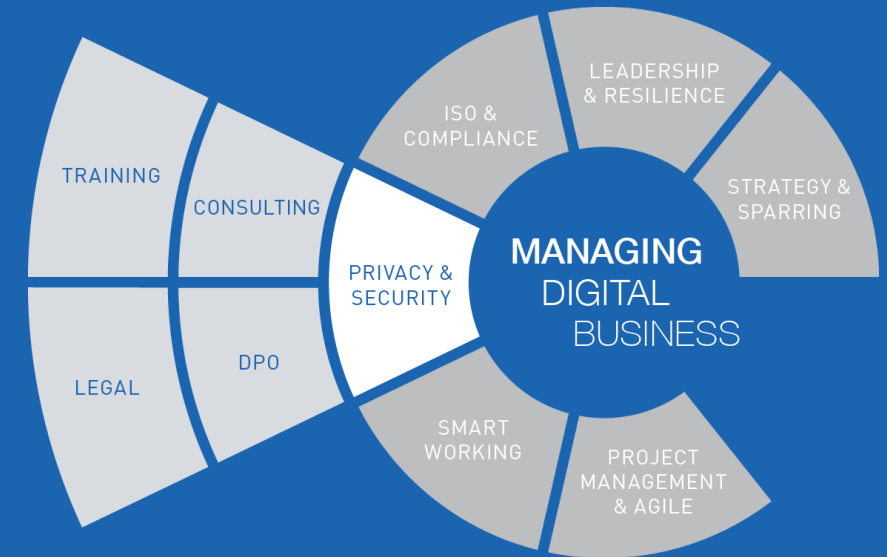 LEADERSHIP
& RESILIENCE
ISO &
COMPLIANCE
STRATEGY &
SPARRING
TRAINING
CONSULTING
PRIVACY &
SECURITY
MANAGING
DIGITAL
BUSINESS
LEGAL
DPO
SMART
WORKING
PROJECT
MANAGEMENT
& AGILE